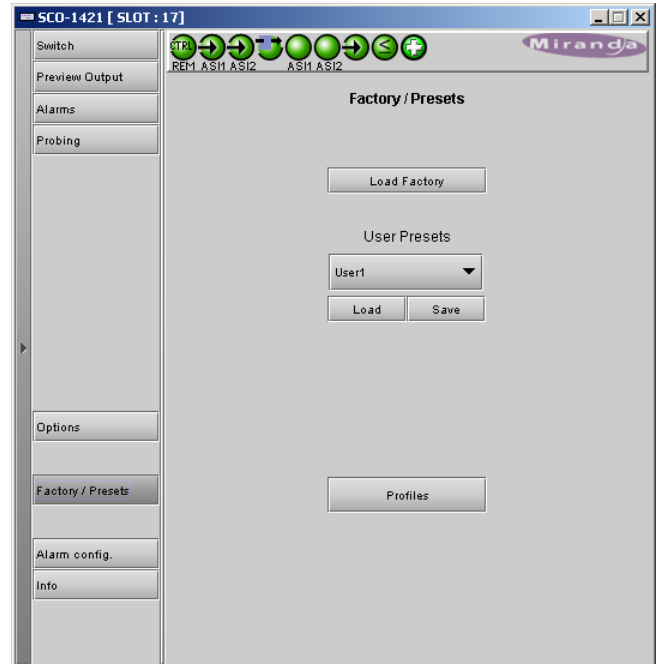 SCO-1421 [ SLOT : 17]
Switch
Preview Output
Alarms
Probing
Options
Factory / Presets
Alarm config.
Info
CTRL
REM ASI1 ASI2 ASI1 ASI2
Miranda
Factory / Presets
Load Factory
User Presets
User1
Load Save
Profiles